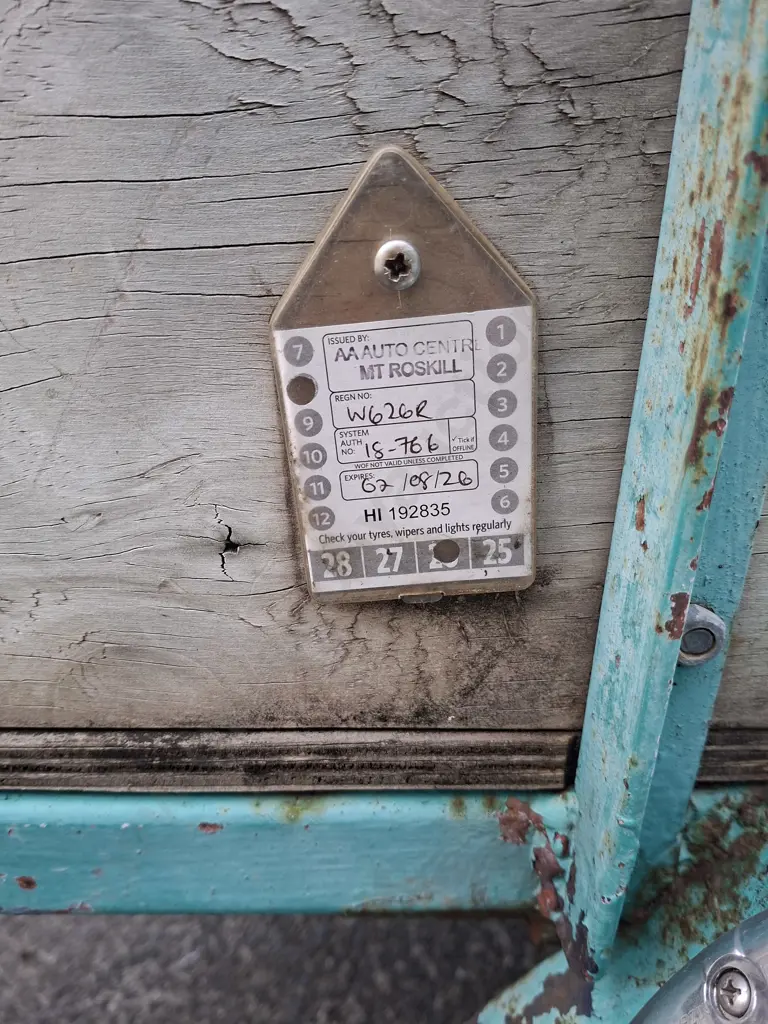 ISSUED BY:
AA AUTO CENTR
MT ROSKILL
REGN NO:
W626R
SYSTEM
AUTH
NO: 18-766
✓ Tick if
OFFLINE
WOF NOT VALID UNLESS COMPLETED
EXPIRES:
02/08/26
HI 192835
Check your tyres, wipers and lights regularly
7
9
10
11
12
1
2
3
4
5
6
28 27 25